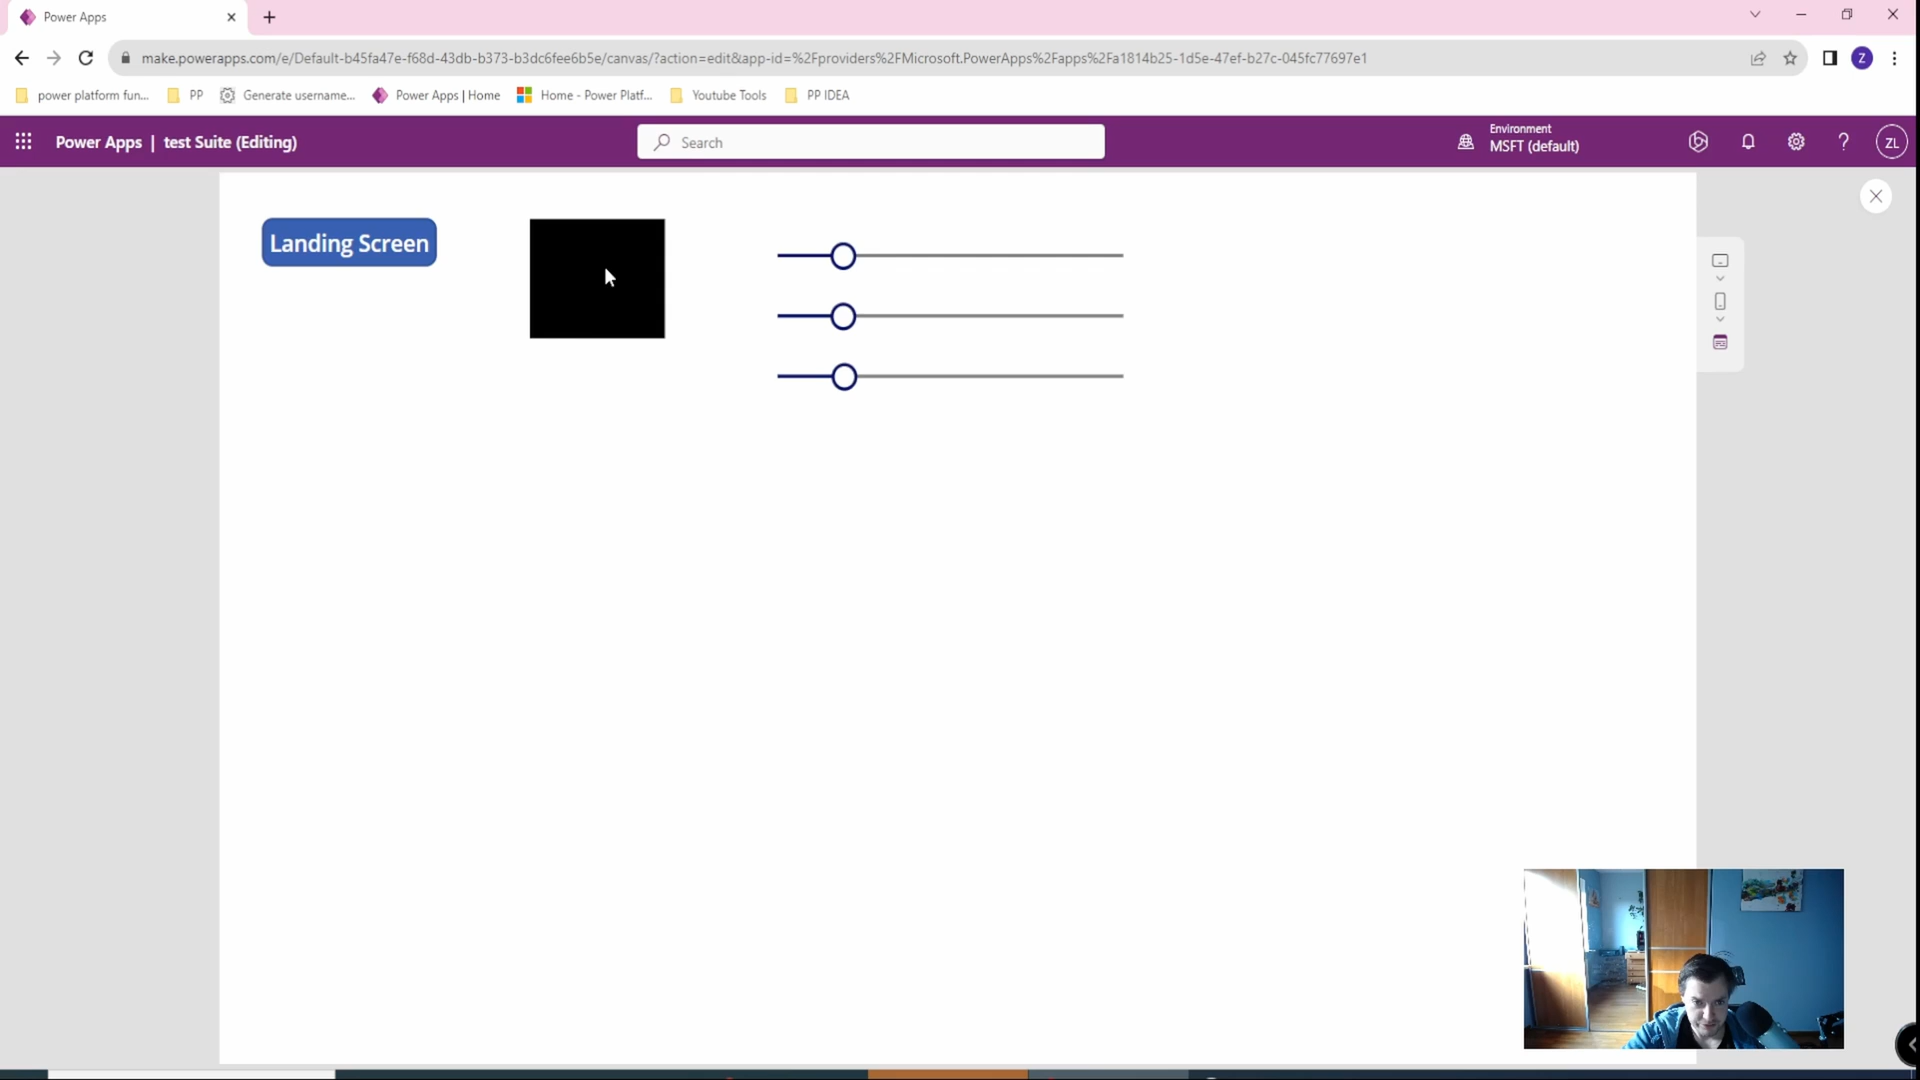 Power Apps
make.powerapps.com/e/Default-b45fa47e-f68d-43db-b373-b3dc6fee6b5e/canvas/?action=edit&app-id=%2Fproviders%2FMicrosoft.PowerApps%2Fapps%2Fa1814b25-1d5e-47ef-b27c-045fc77697e1
Z
power platform fun...
PP
Generate username...
Power Apps | Home
Home - Power Platf...
Youtube Tools
PP IDEA
Power Apps | test Suite (Editing)
Search
Environment
MSFT (default)
?
ZL
Landing Screen